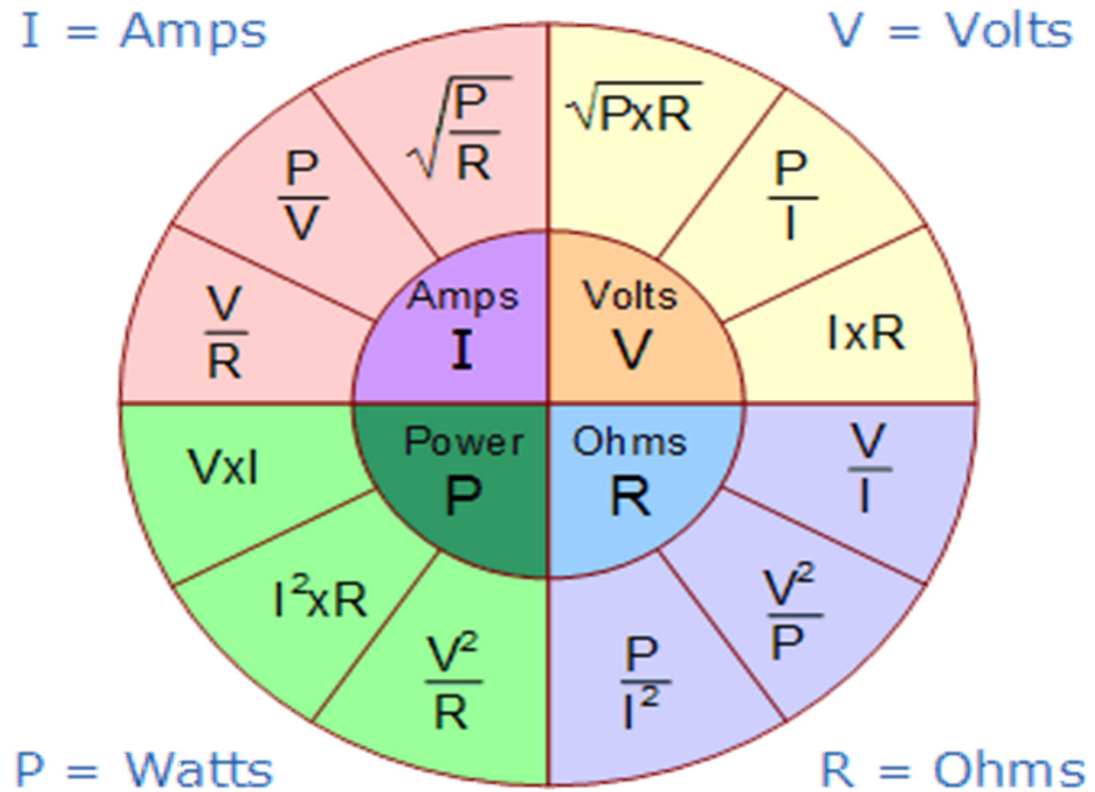 I = Amps
V = Volts
√(P/R)
√PxR
P/V
P/I
V/R
IxR
Amps
I
Volts
V
Power
P
Ohms
R
VxI
V/I
I²xR
V²/P
V²/R
P/I²
P = Watts
R = Ohms